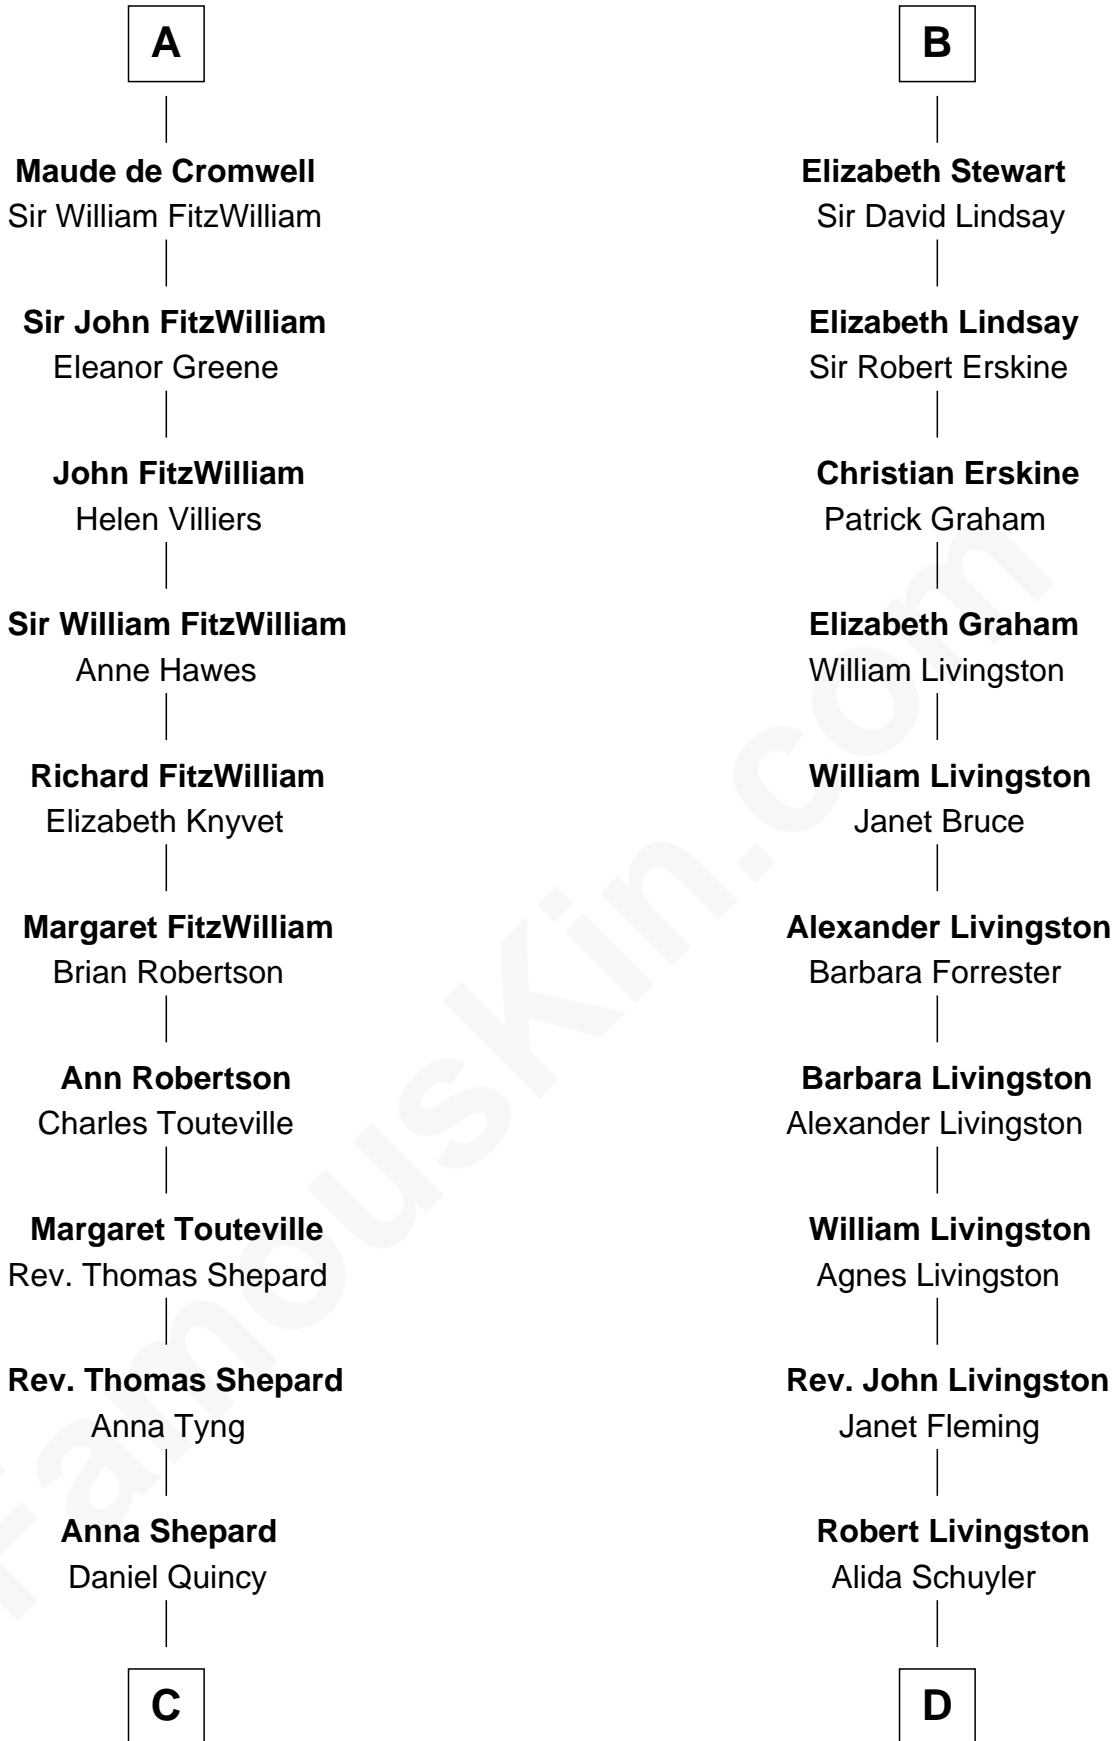 A
Maude de Cromwell
Sir William FitzWilliam
Sir John FitzWilliam
Eleanor Greene
John FitzWilliam
Helen Villiers
Sir William FitzWilliam
Anne Hawes
Richard FitzWilliam
Elizabeth Knyvet
Margaret FitzWilliam
Brian Robertson
Ann Robertson
Charles Touteville
Margaret Touteville
Rev. Thomas Shepard
Rev. Thomas Shepard
Anna Tyng
Anna Shepard
Daniel Quincy
C
B
Elizabeth Stewart
Sir David Lindsay
Elizabeth Lindsay
Sir Robert Erskine
Christian Erskine
Patrick Graham
Elizabeth Graham
William Livingston
William Livingston
Janet Bruce
Alexander Livingston
Barbara Forrester
Barbara Livingston
Alexander Livingston
William Livingston
Agnes Livingston
Rev. John Livingston
Janet Fleming
Robert Livingston
Alida Schuyler
D
FamousKin.com